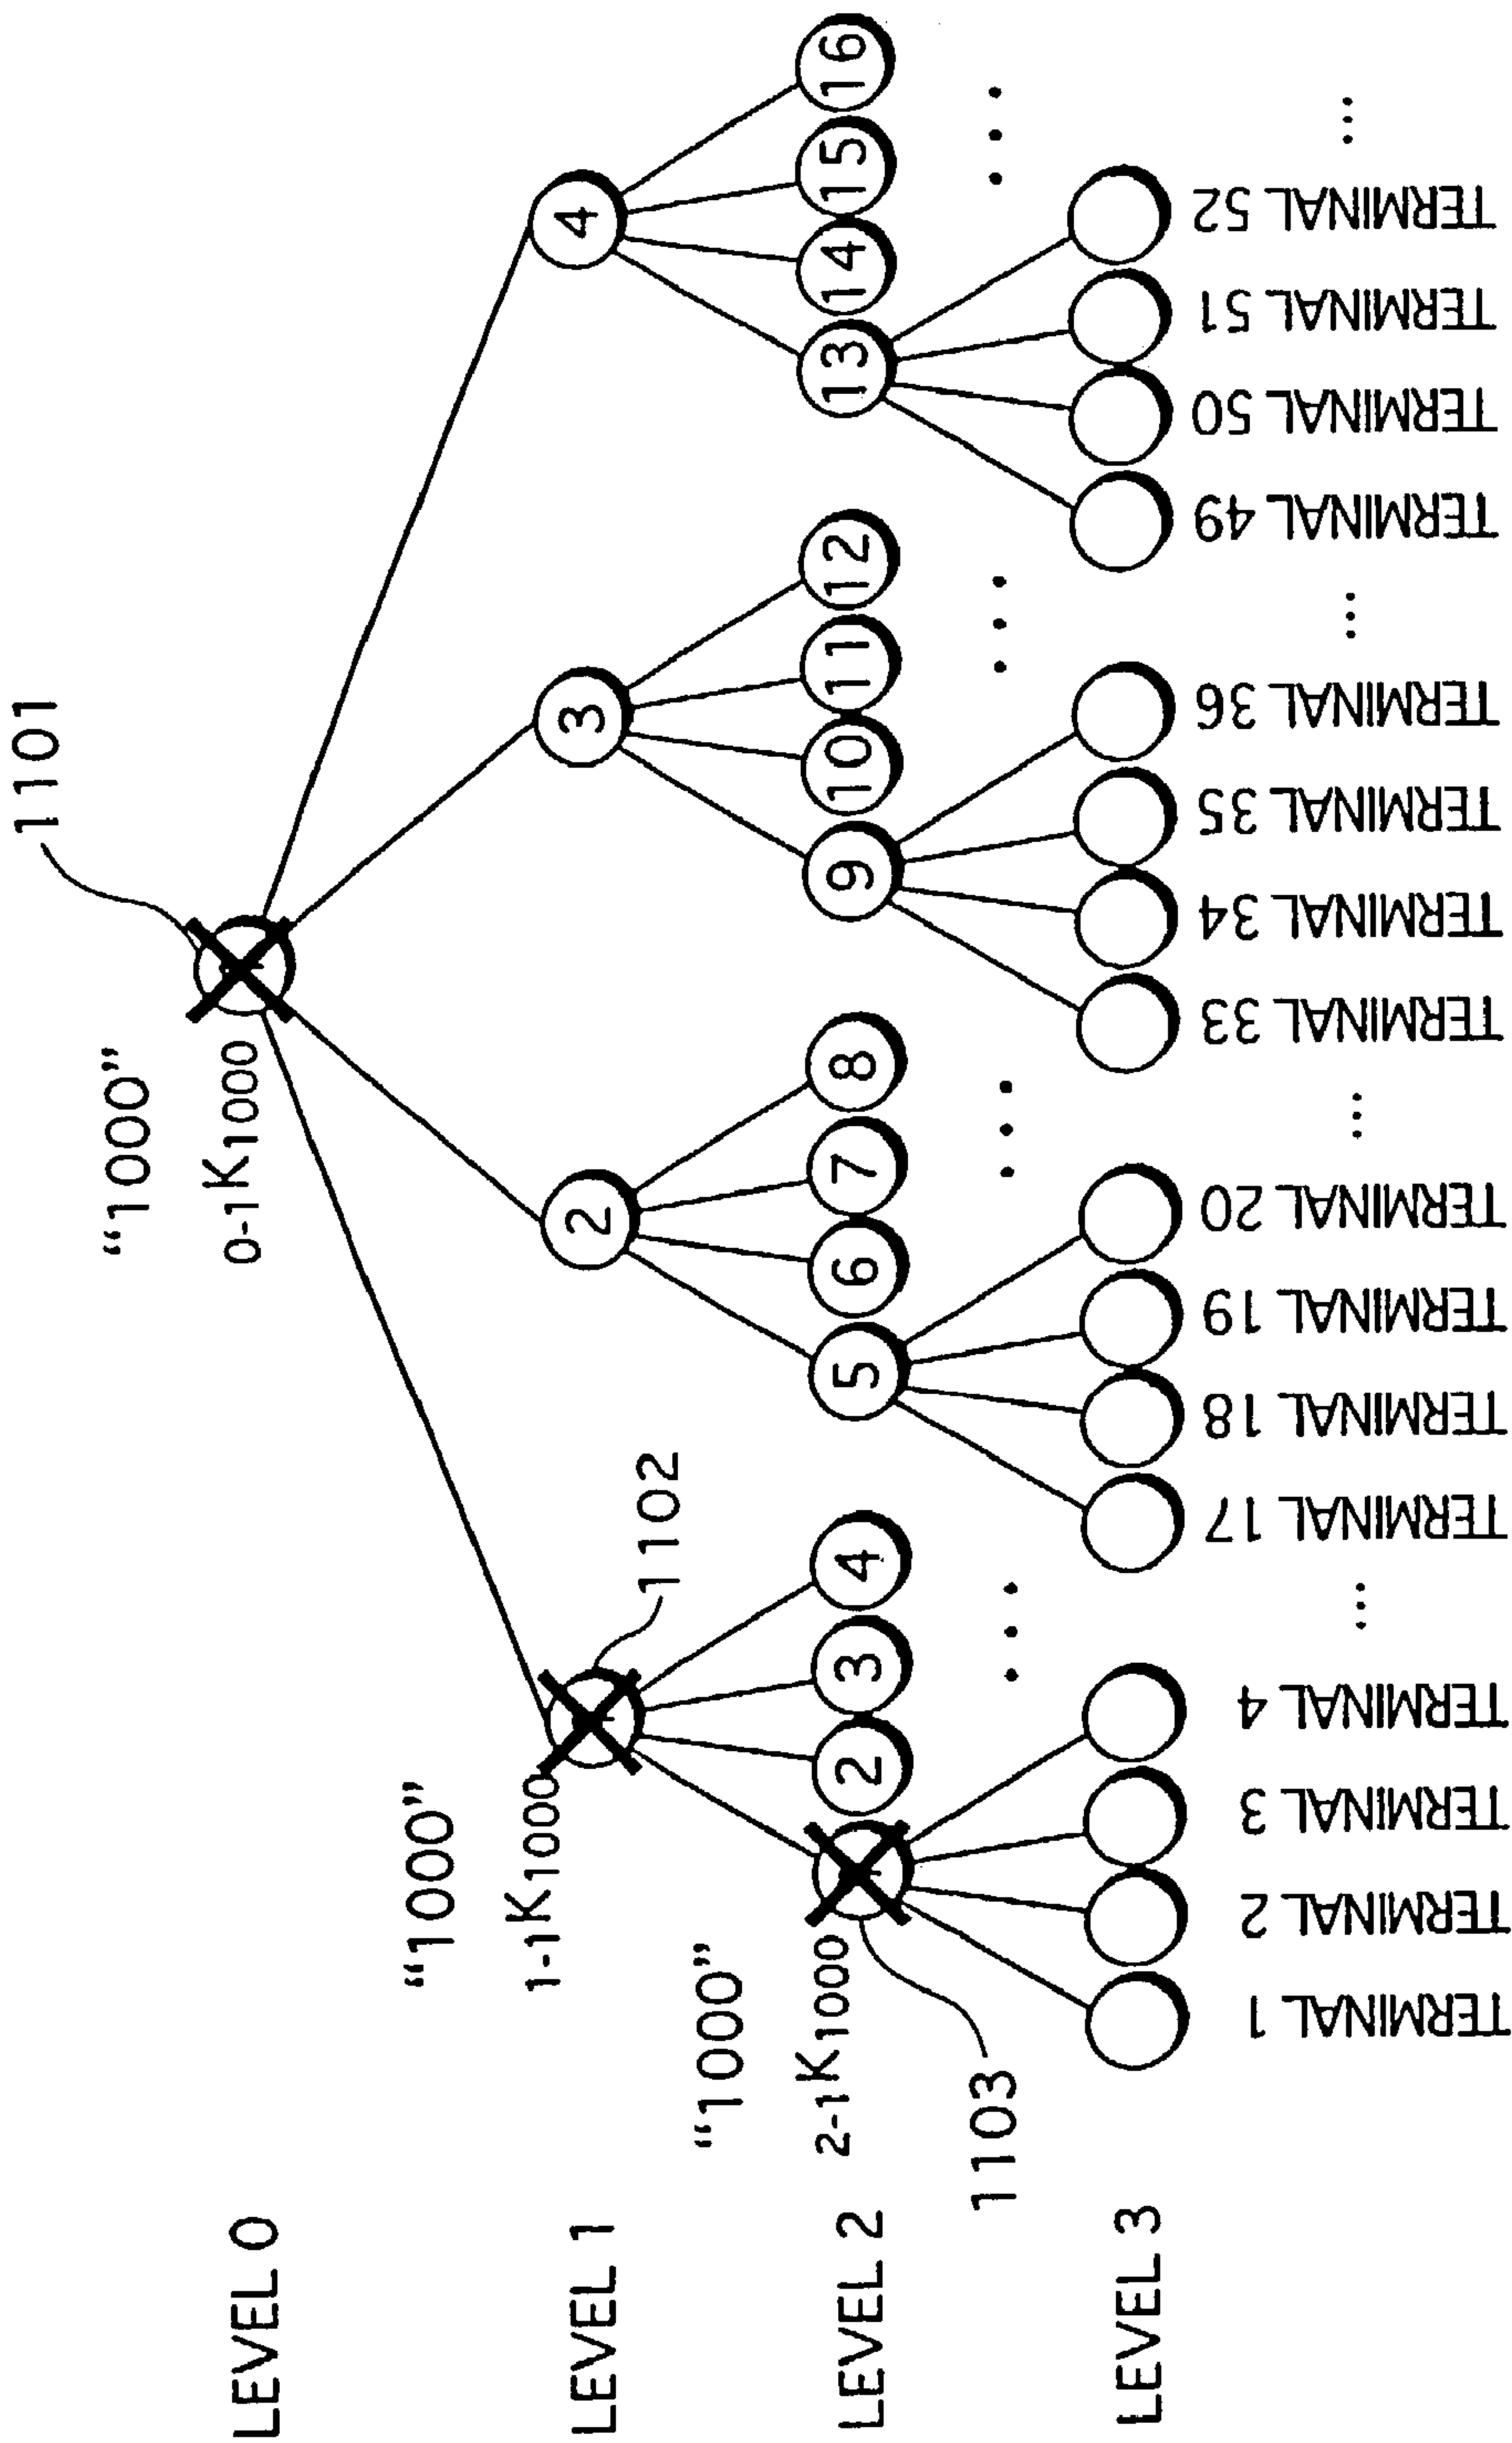 1101
“1000”
0-1K1000
LEVEL 0
“1000”
1-1K1000
1102
2
3
4
LEVEL 1
“1000”
2-1K1000
1103
2
3
4
5
6
7
8
9
10
11
12
13
14
15
16
LEVEL 2
...
...
...
...
LEVEL 3
TERMINAL 1
TERMINAL 2
TERMINAL 3
TERMINAL 4
...
TERMINAL 17
TERMINAL 18
TERMINAL 19
TERMINAL 20
...
TERMINAL 33
TERMINAL 34
TERMINAL 35
TERMINAL 36
...
TERMINAL 49
TERMINAL 50
TERMINAL 51
TERMINAL 52
...